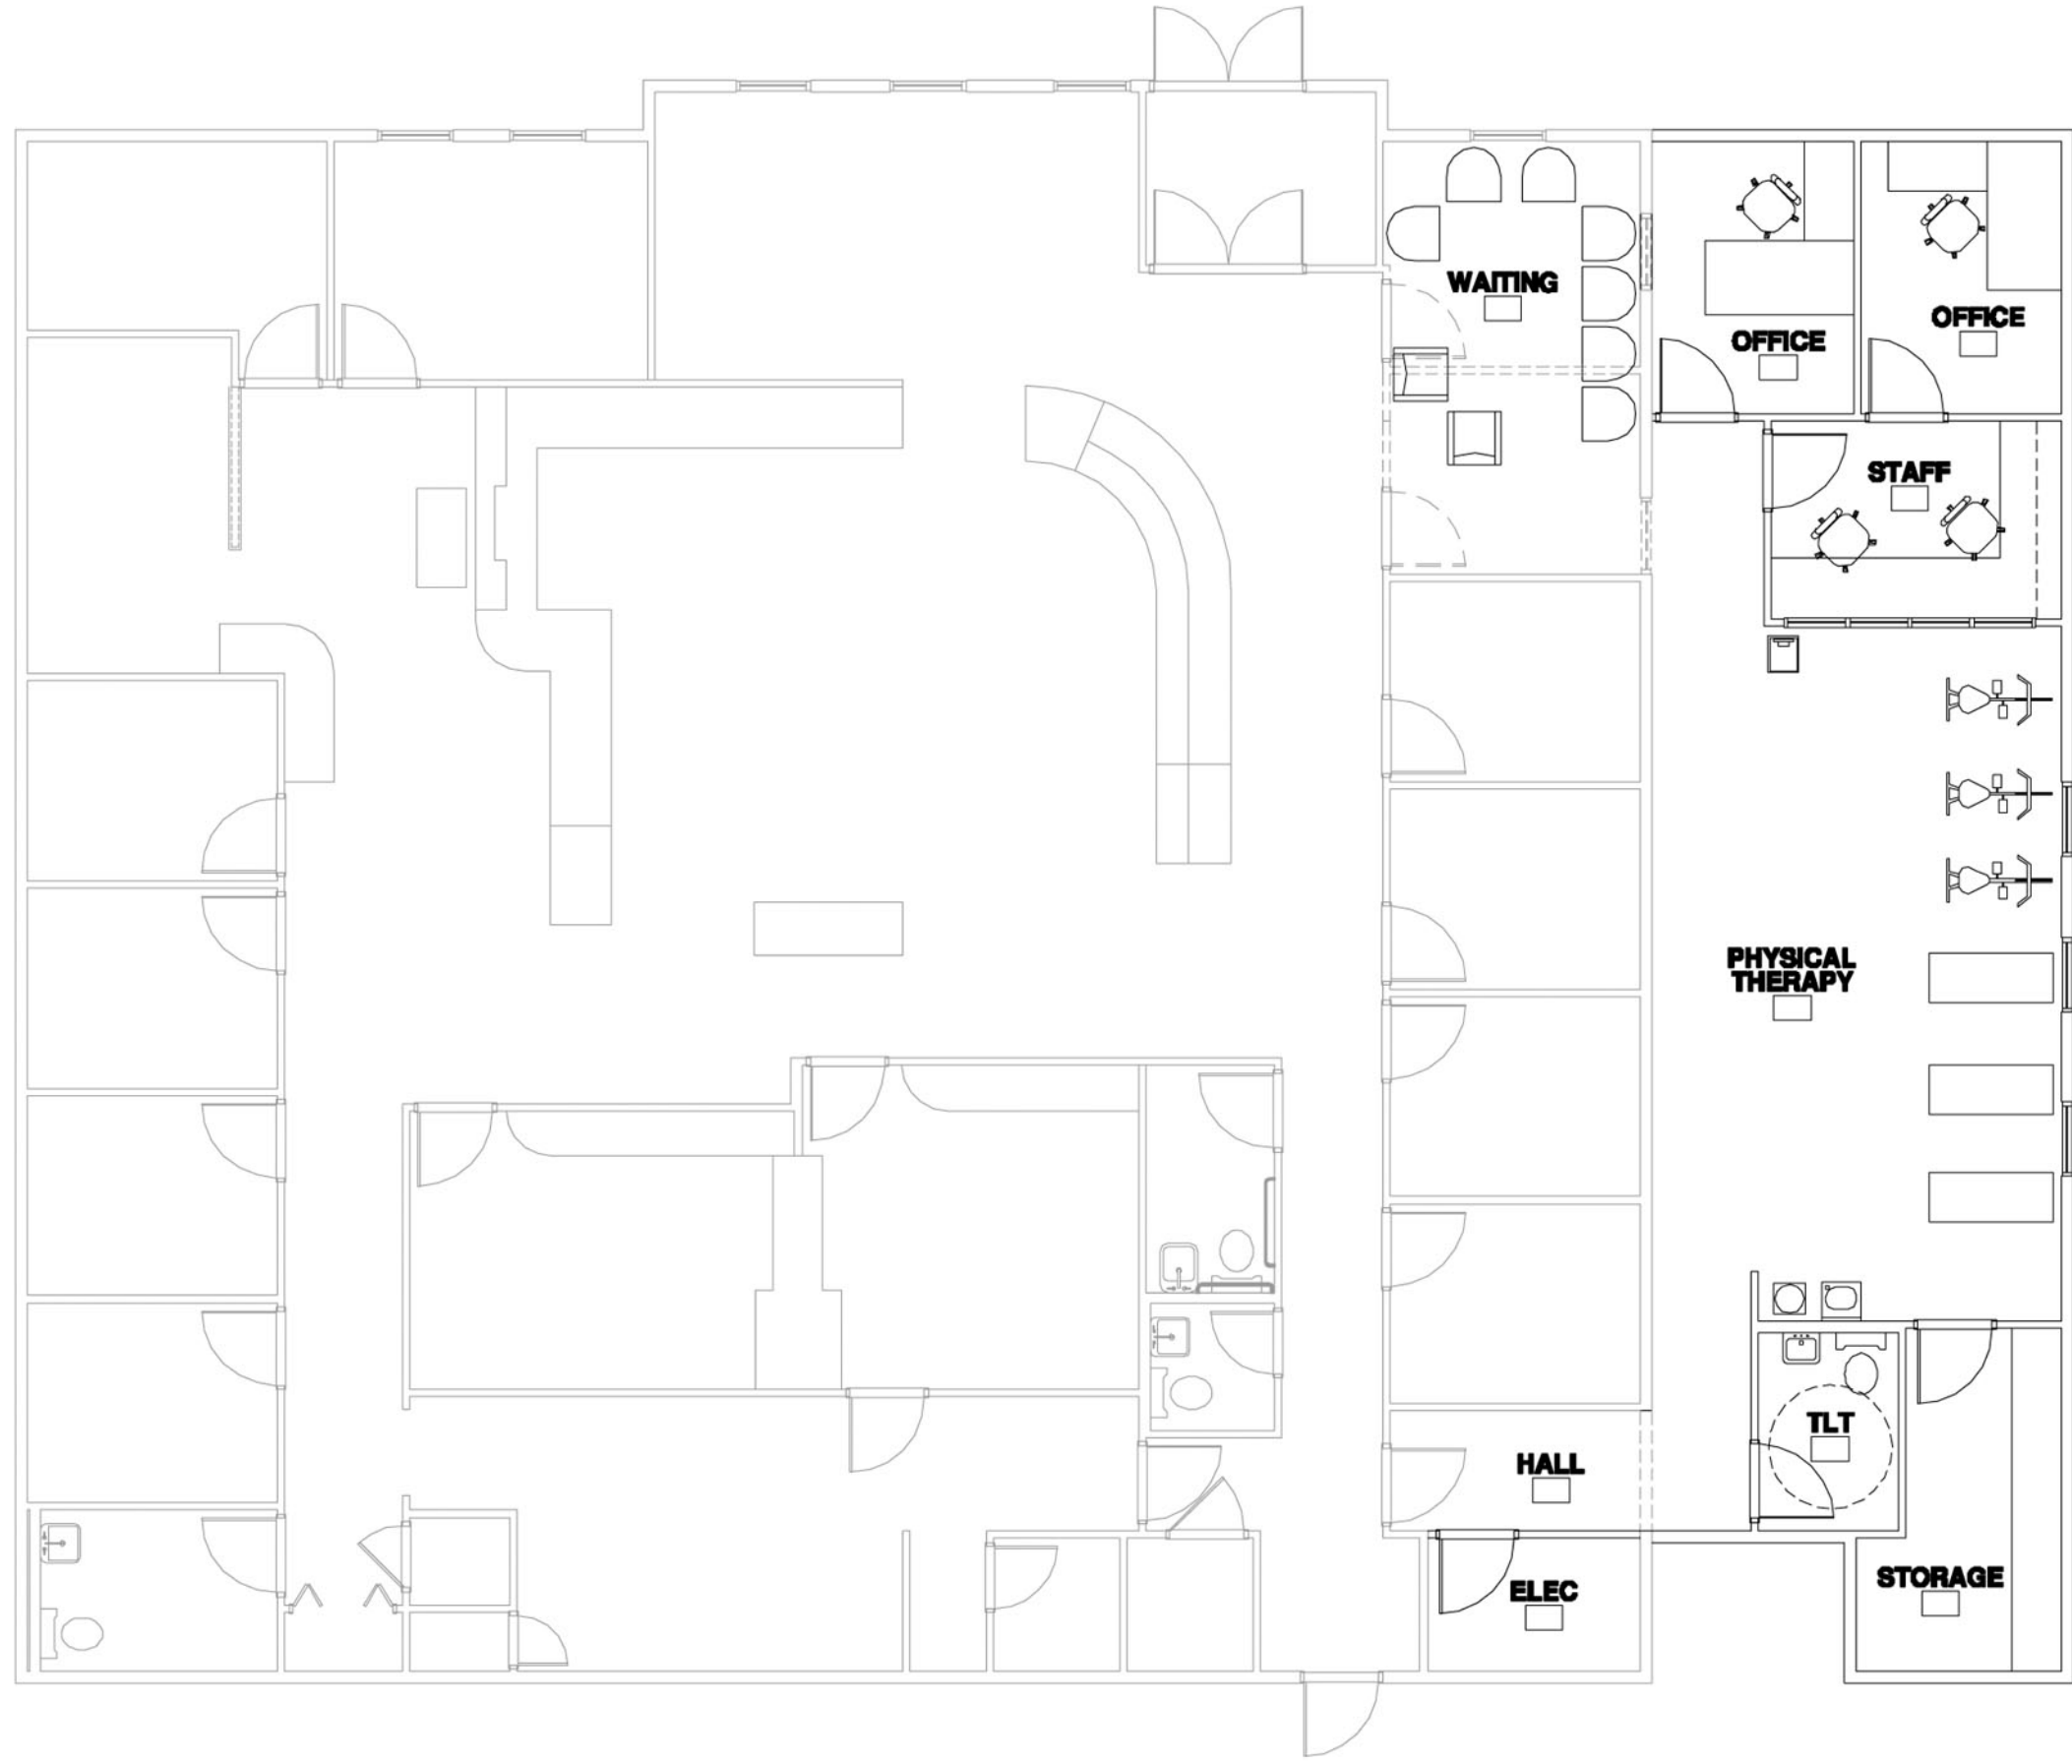 WAITING
OFFICE
OFFICE
STAFF
PHYSICAL
THERAPY
TLT
HALL
STORAGE
ELEC